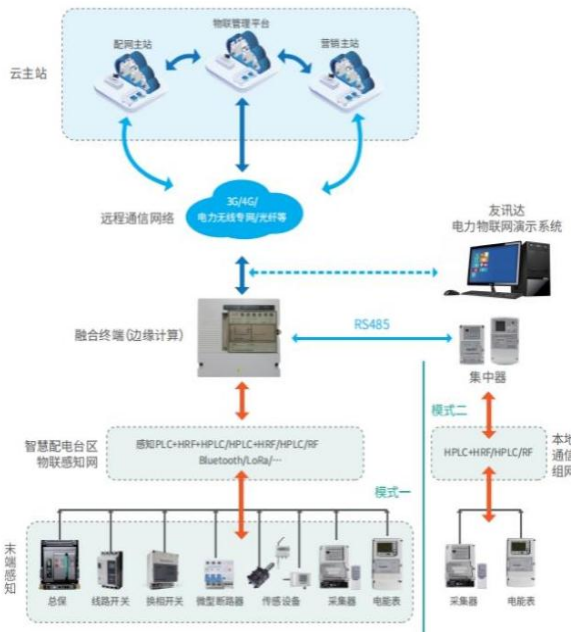 物联管理平台
配网主站
营销主站
云主站
3G/4G/
电力无线专网/光纤等
远程通信网络
友讯达
电力物联网演示系统
融合终端(边缘计算)
RS485
集中器
模式二
智慧配电台区
物联感知网
感知PLC+HRF+HPLC/HPLC+HRF/HPLC/RF
Bluetooth/LoRa/…
HPLC+HRF/HPLC/RF
本地
通信
组网
模式一
末端
感知
总保
线路开关
换相开关
微型断路器
传感设备
采集器
电能表
采集器
电能表